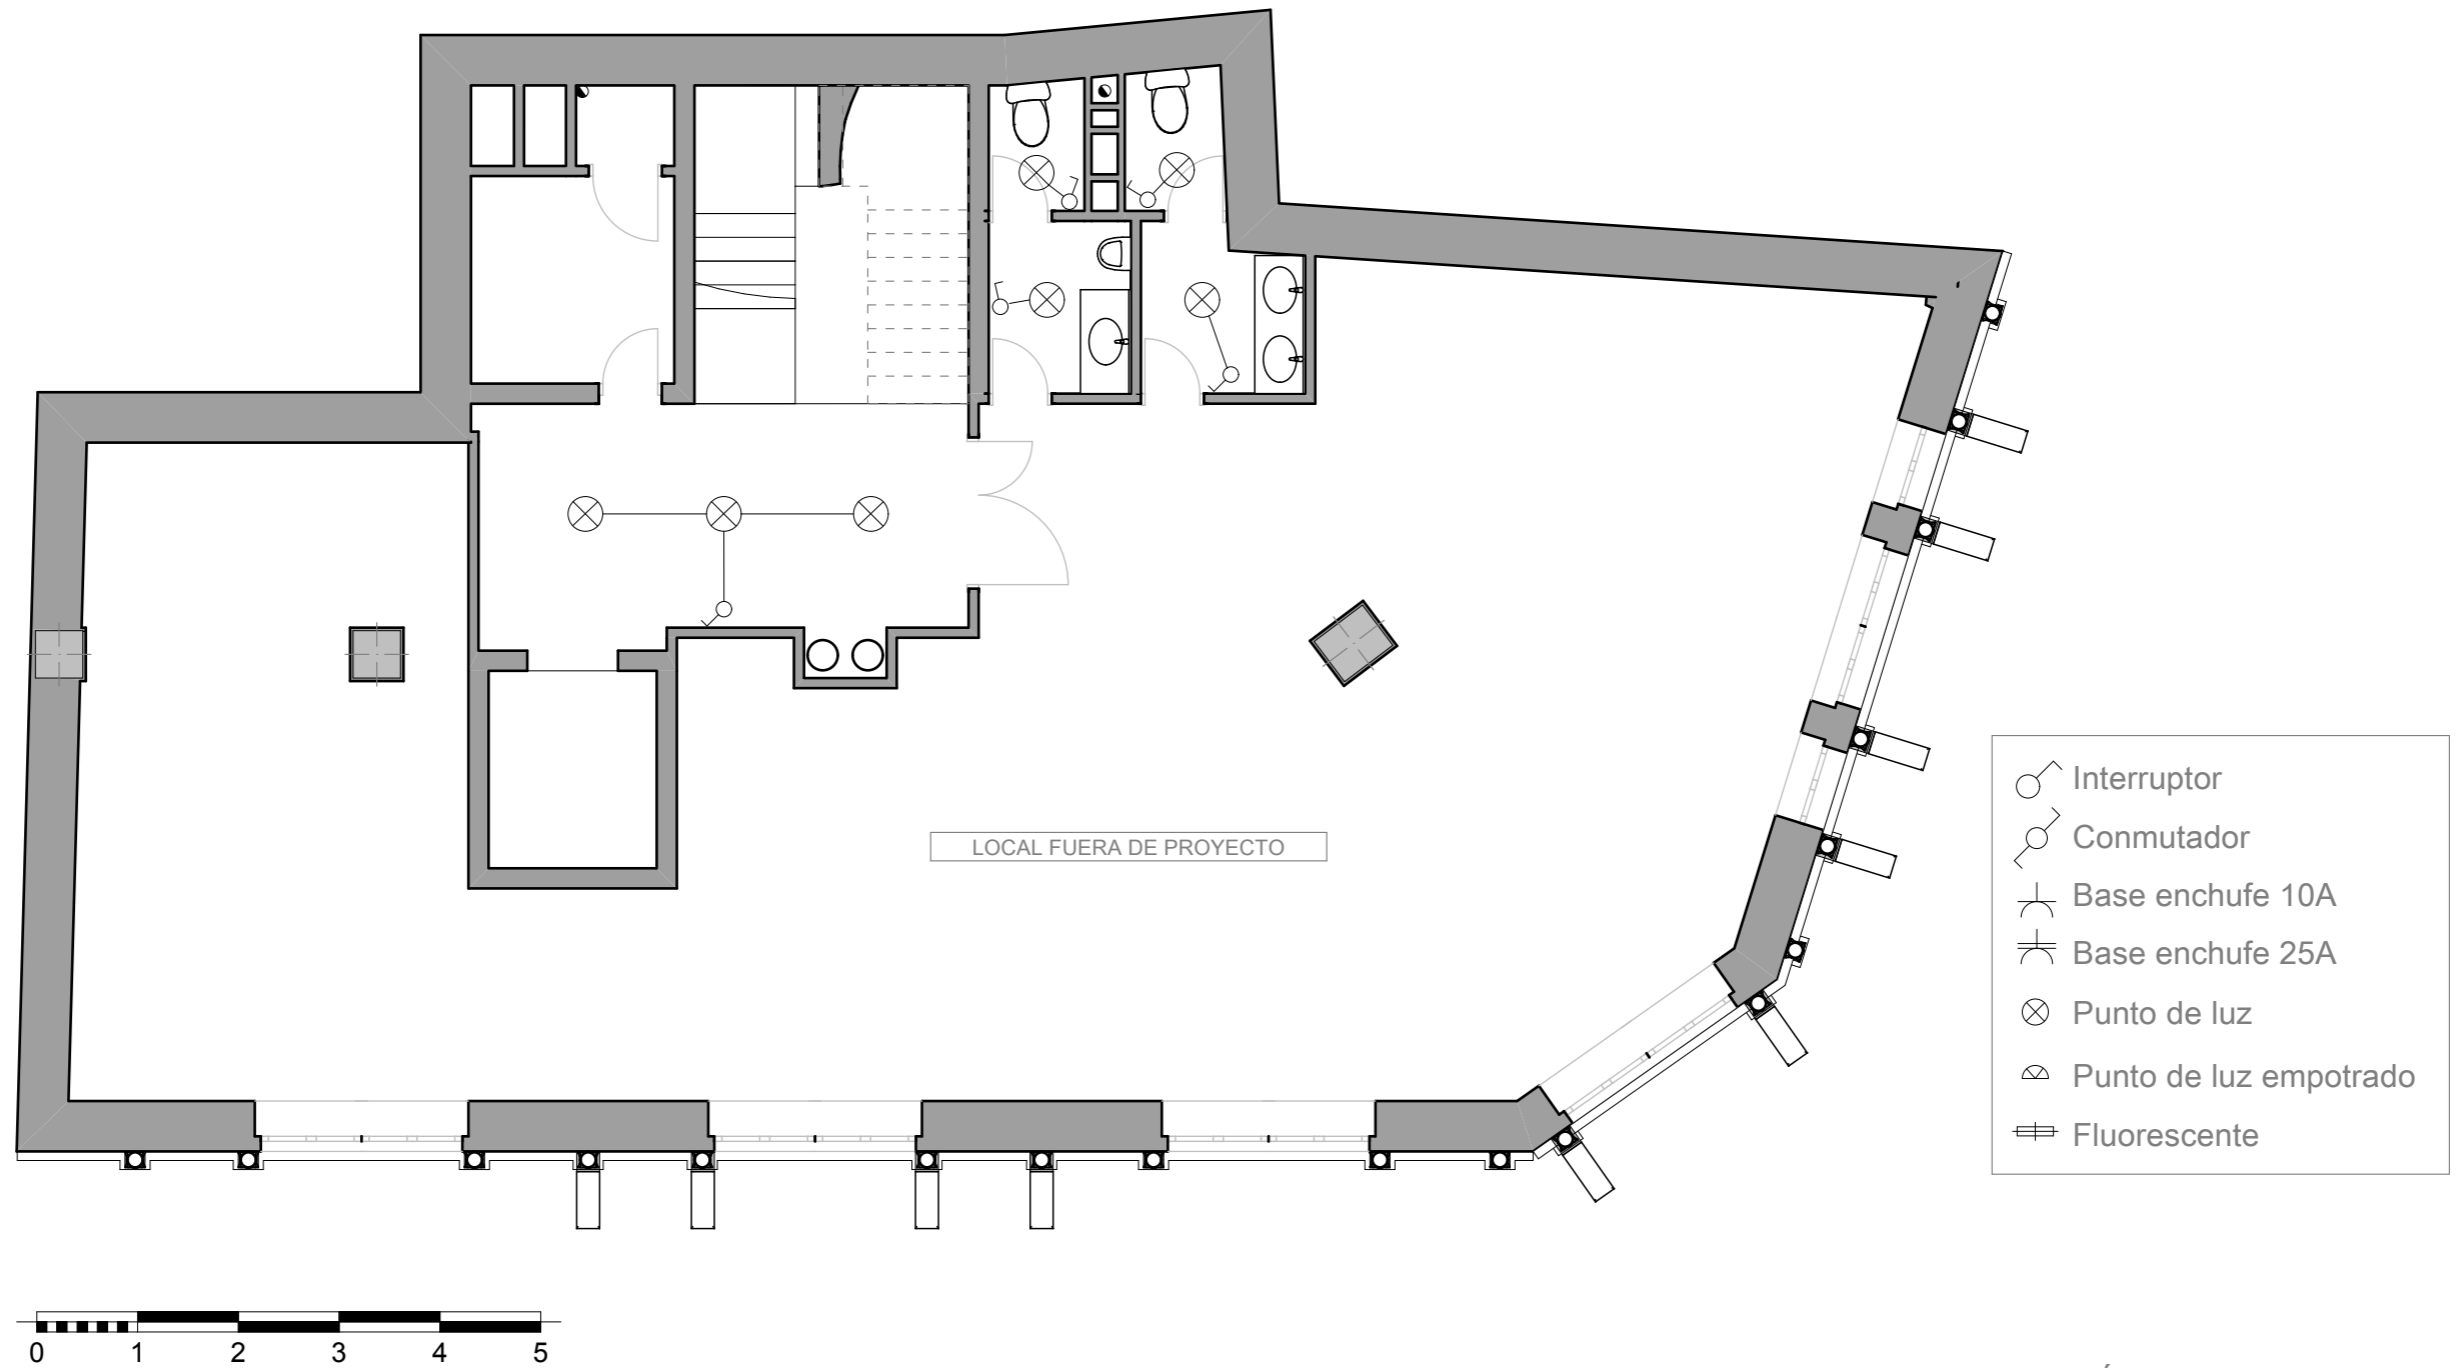 LOCAL FUERA DE PROYECTO
Interruptor
Conmutador
Base enchufe 10A
Base enchufe 25A
Punto de luz
Punto de luz empotrado
Fluorescente
0 1 2 3 4 5